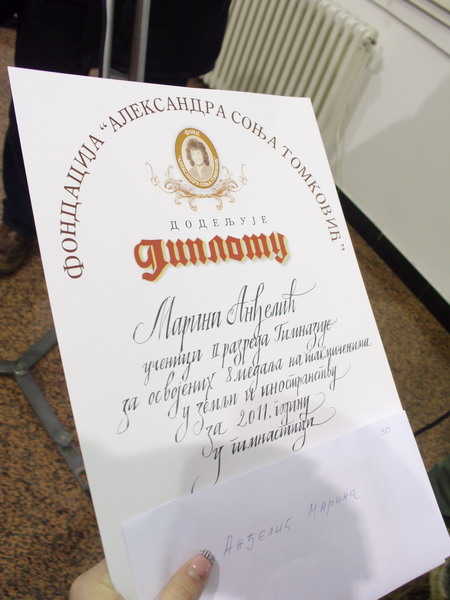 ФОНДАЦИЈА "АЛЕКСАНДРА СОЊА ТОМКОВИЋ"
ДОДЕЉУЈЕ
Диплому
Марини Анђелић
ученици II разреда Гимназије
за освојених 8 медаља на такмичењима
у земљи и иностранству
за 2011. годину
у гимнастици
30
Анђелић Марина